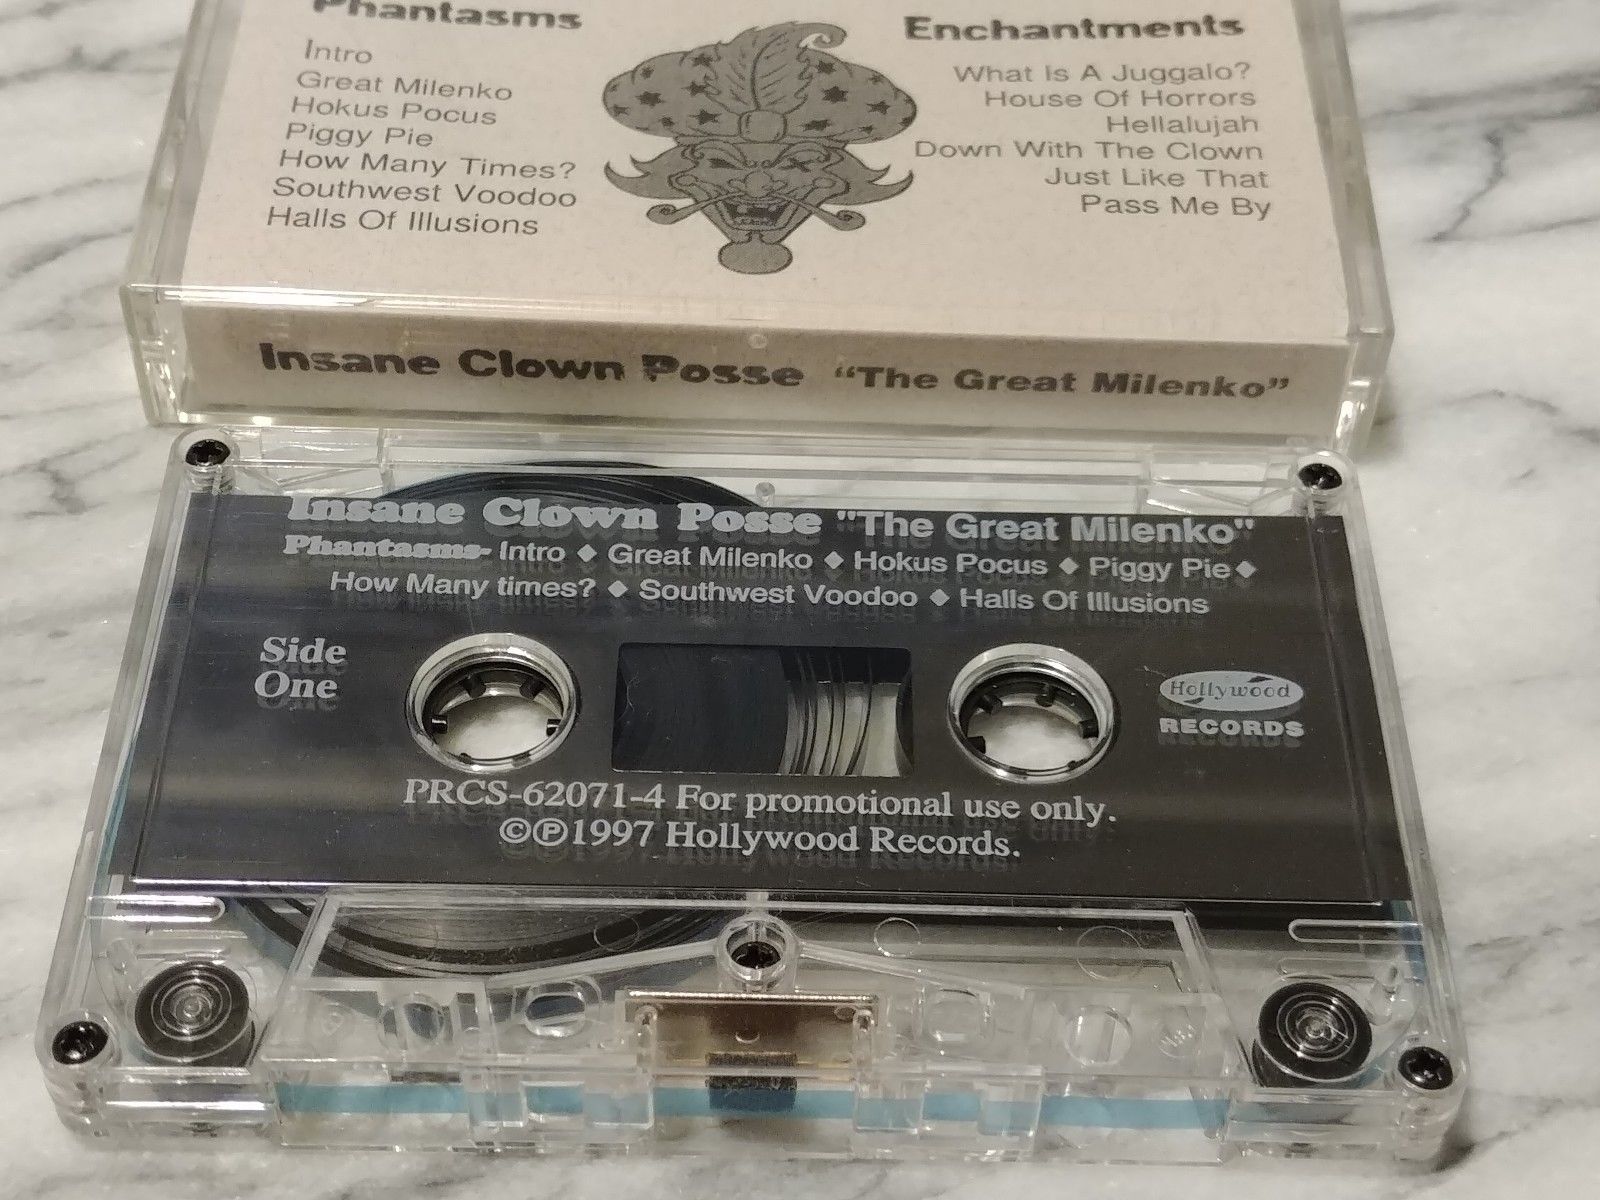 Phantasms
Intro
Great Milenko
Hokus Pocus
Piggy Pie
How Many Times?
Southwest Voodoo
Halls Of Illusions
Enchantments
What Is A Juggalo?
House Of Horrors
Hellalujah
Down With The Clown
Just Like That
Pass Me By
Insane Clown Posse “The Great Milenko”
Insane Clown Posse "The Great Milenko"
Phantasms- Intro ◆ Great Milenko ◆ Hokus Pocus ◆ Piggy Pie ◆
How Many times? ◆ Southwest Voodoo ◆ Halls Of Illusions
Side
One
Hollywood
RECORDS
PRCS-62071-4 For promotional use only.
©℗1997 Hollywood Records.